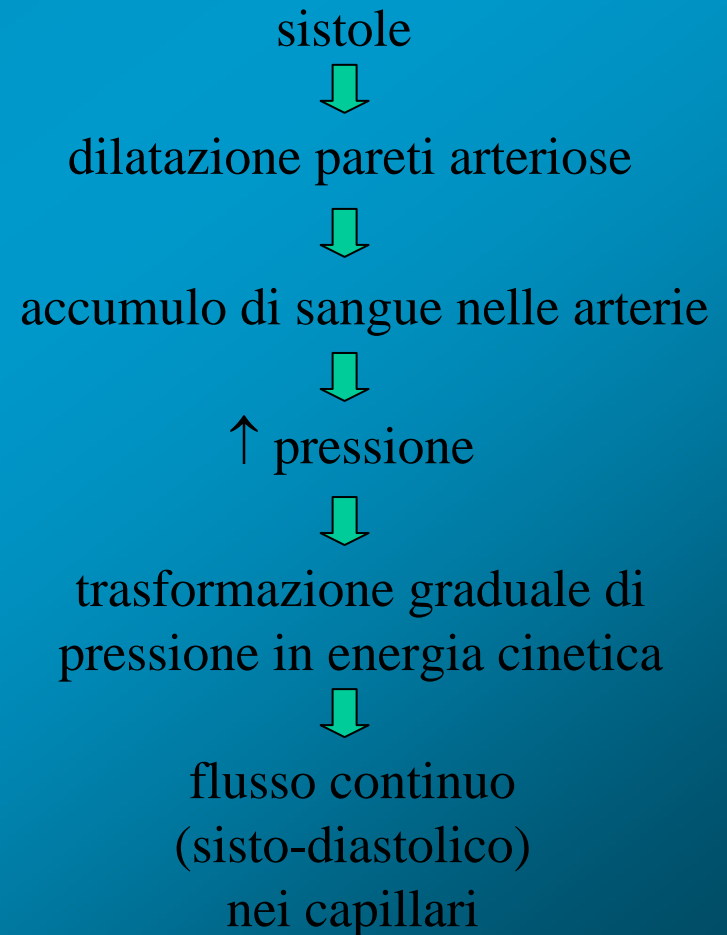 sistole
dilatazione pareti arteriose
accumulo di sangue nelle arterie
↑ pressione
trasformazione graduale di
pressione in energia cinetica
flusso continuo
(sisto-diastolico)
nei capillari